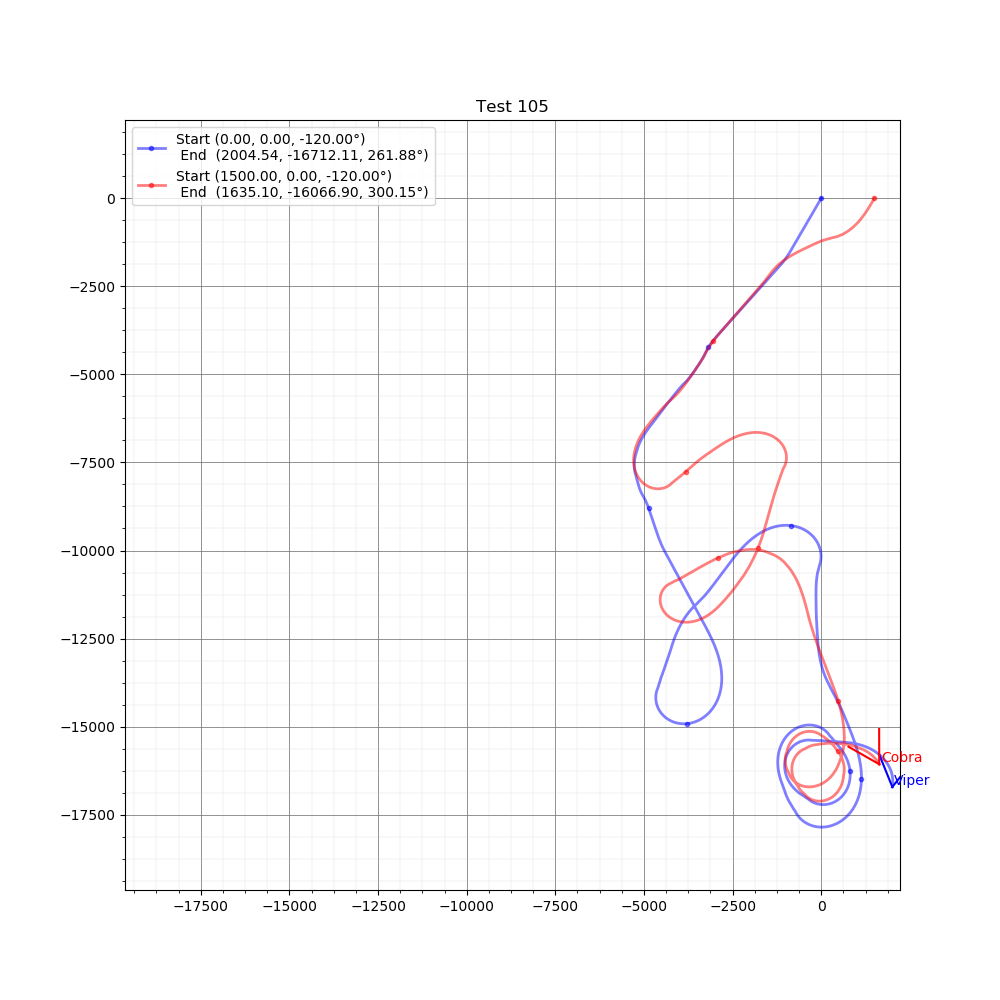 Test 105
Start (0.00, 0.00, -120.00°)
End  (2004.54, -16712.11, 261.88°)
Start (1500.00, 0.00, -120.00°)
End  (1635.10, -16066.90, 300.15°)
0
−2500
−5000
−7500
−10000
−12500
−15000
−17500
Cobra
Viper
−17500 −15000 −12500 −10000 −7500 −5000 −2500 0